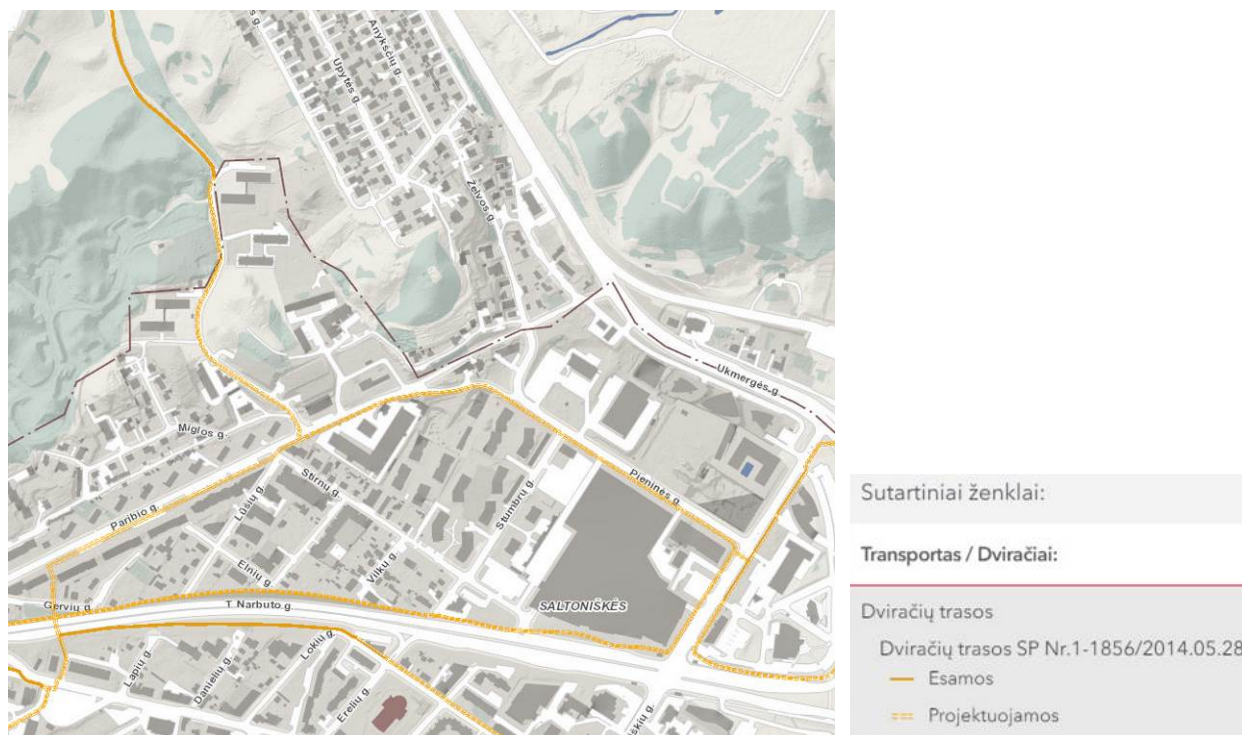 Anykščių g.
Upytės g.
Želvos g.
Ukmergės g.
Miglos g.
Pieninės g.
Stirnų g.
Stumbrų g.
Paribio g.
Lūšių g.
Vilkų g.
Elnių g.
Gervių g.
T. Narbuto g.
SALTONIŠKĖS
Lokių g.
Lapių g.
Danielių g.
Erelių g.
Sutartiniai ženklai:
Transportas / Dviračiai:
Dviračių trasos
Dviračių trasos SP Nr.1-1856/2014.05.28
Esamos
Projektuojamos